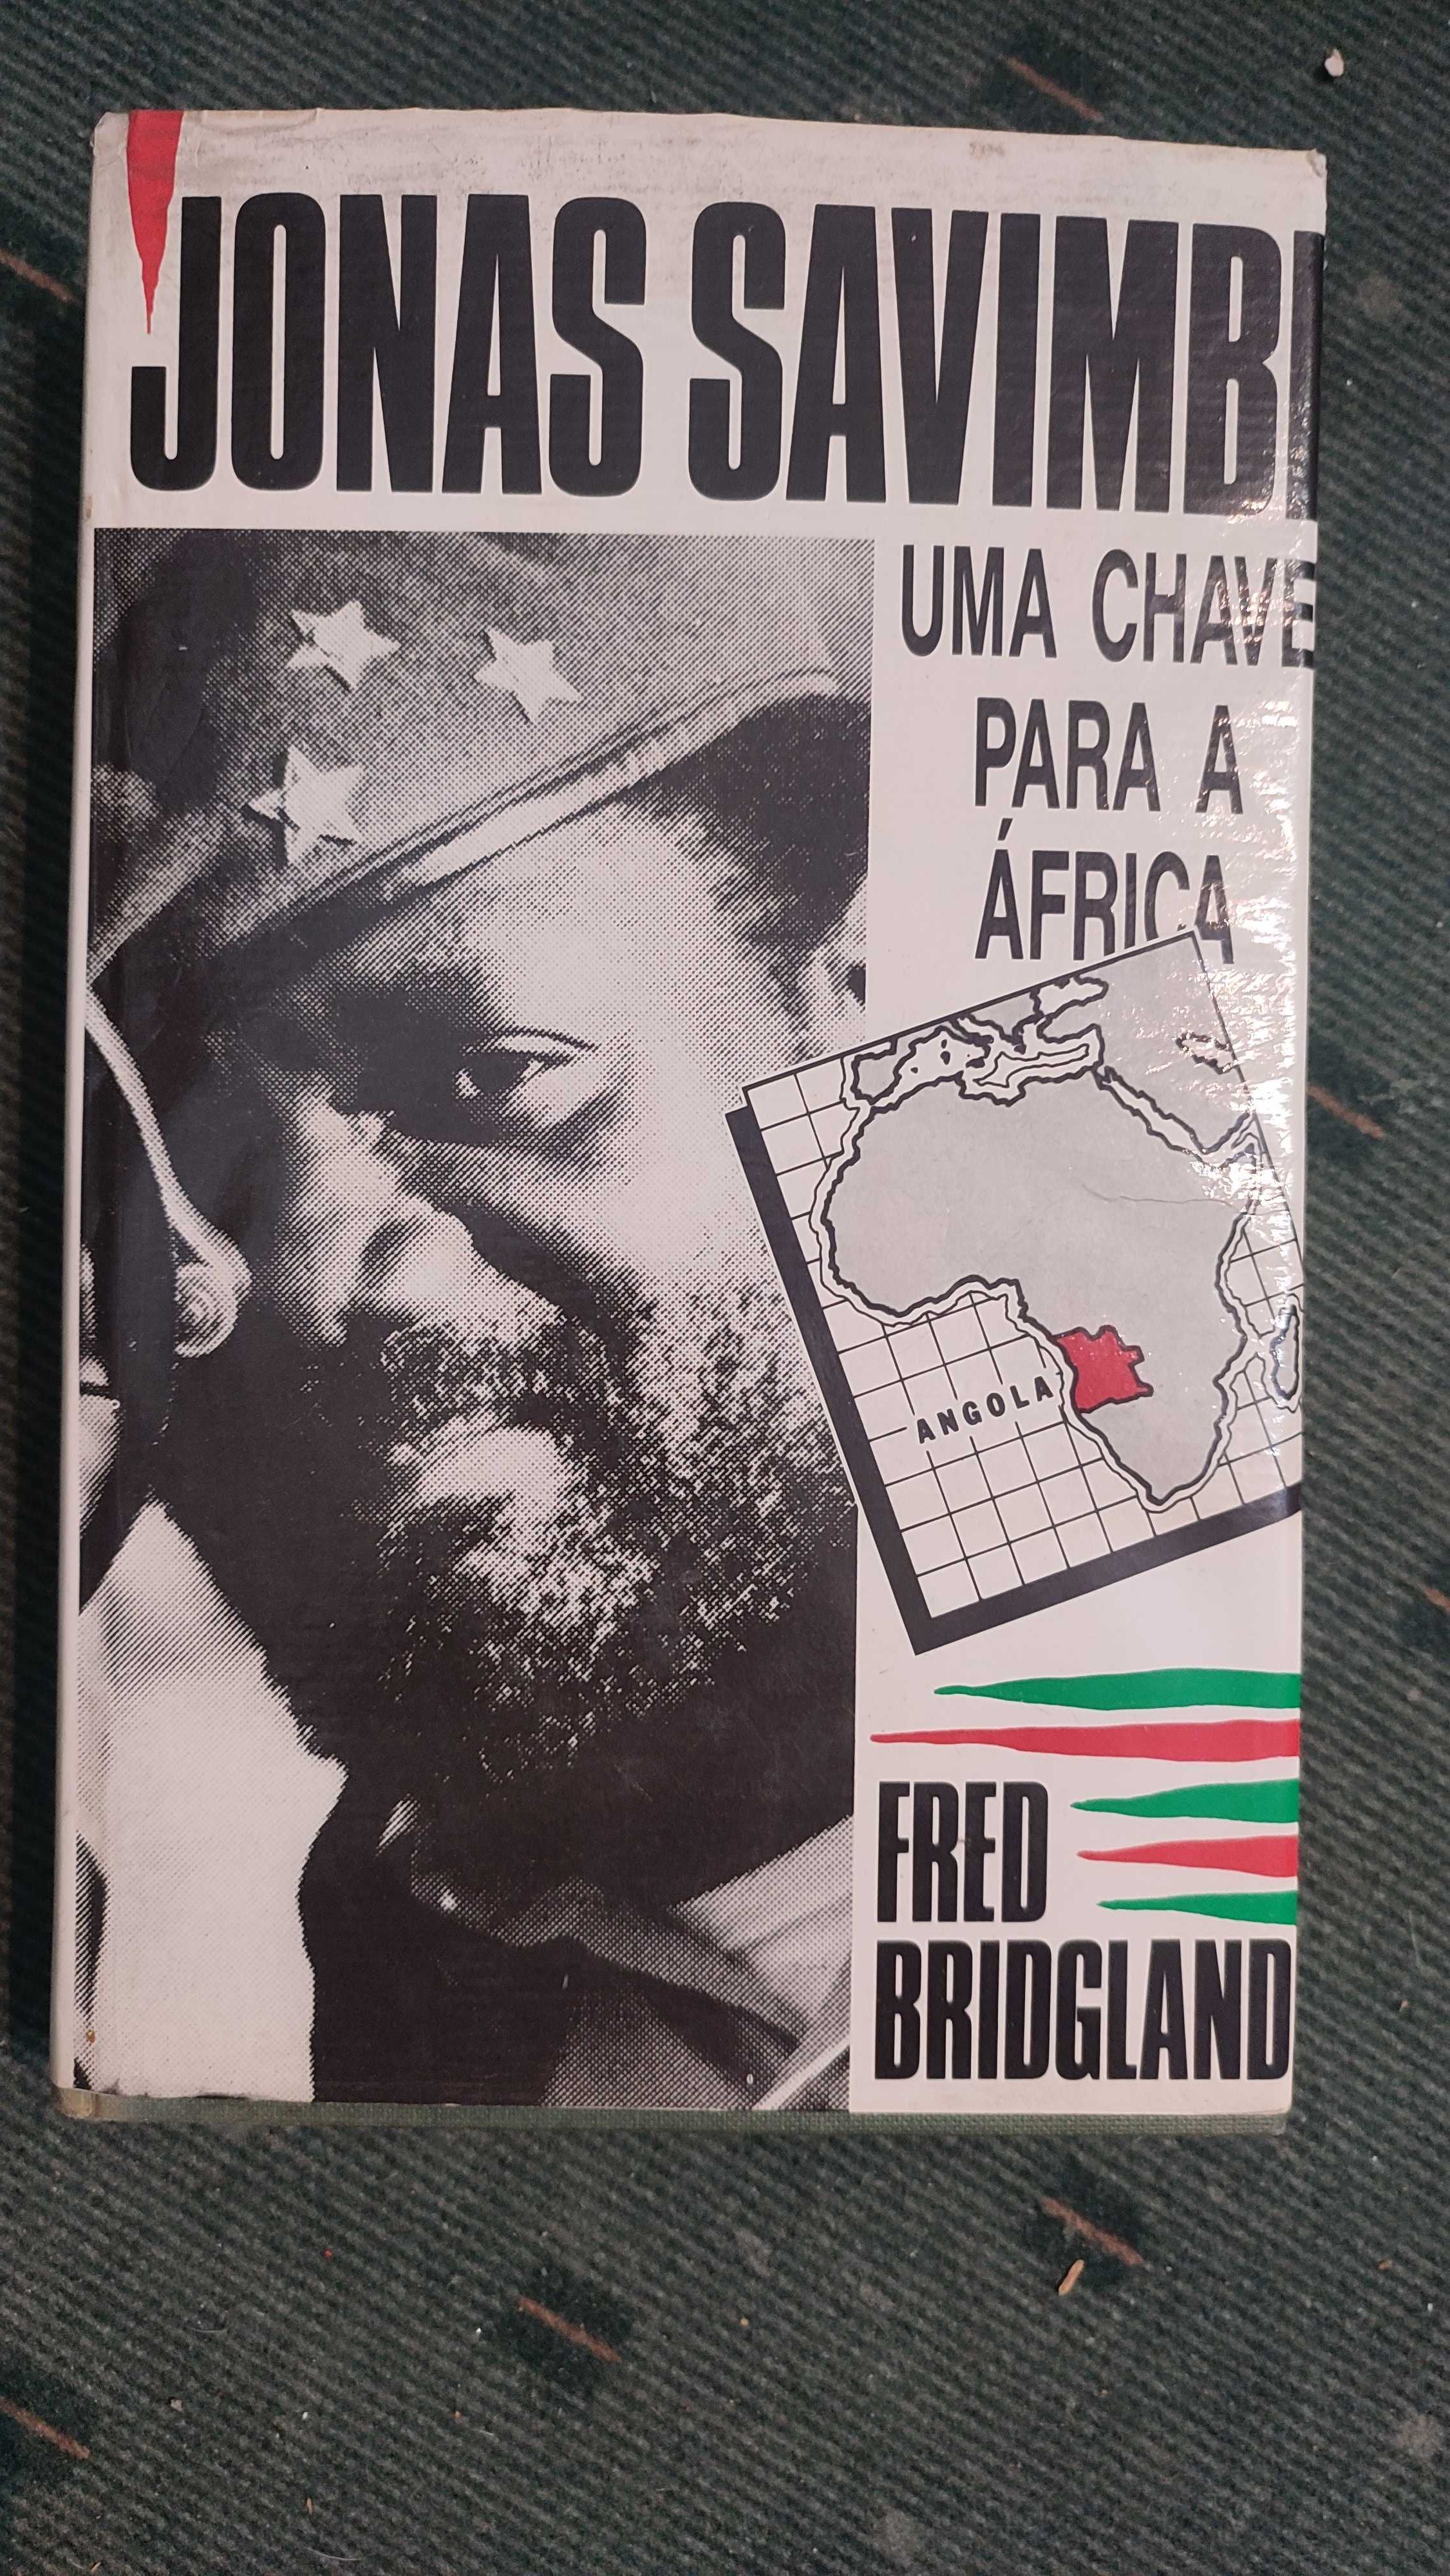 JONAS SAVIMBI
UMA CHAVE
PARA A
ÁFRICA
ANGOLA
FRED
BRIDGLAND